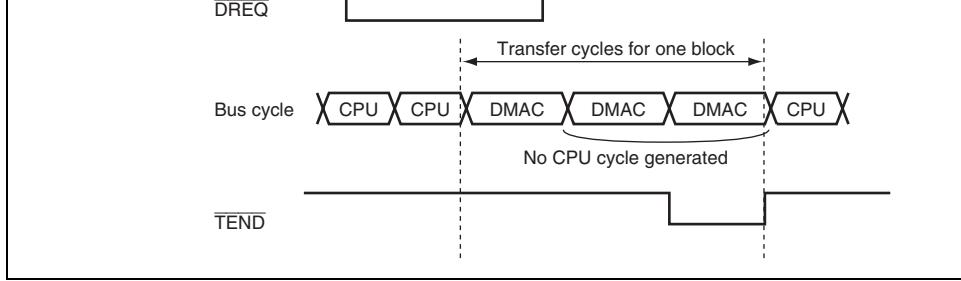 DREQ
Transfer cycles for one block
Bus cycle CPU CPU DMAC DMAC DMAC CPU
No CPU cycle generated
TEND